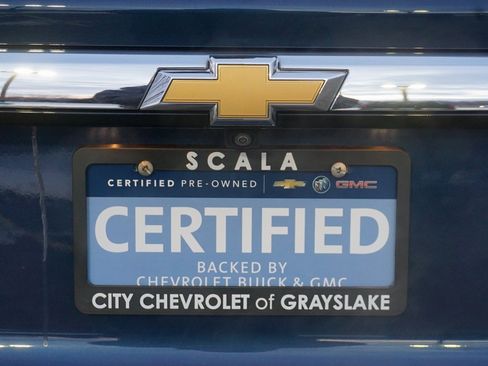 SCALA
CERTIFIED PRE-OWNED GMC
CERTIFIED
BACKED BY
CHEVROLET BUICK & GMC
CITY CHEVROLET of GRAYSLAKE